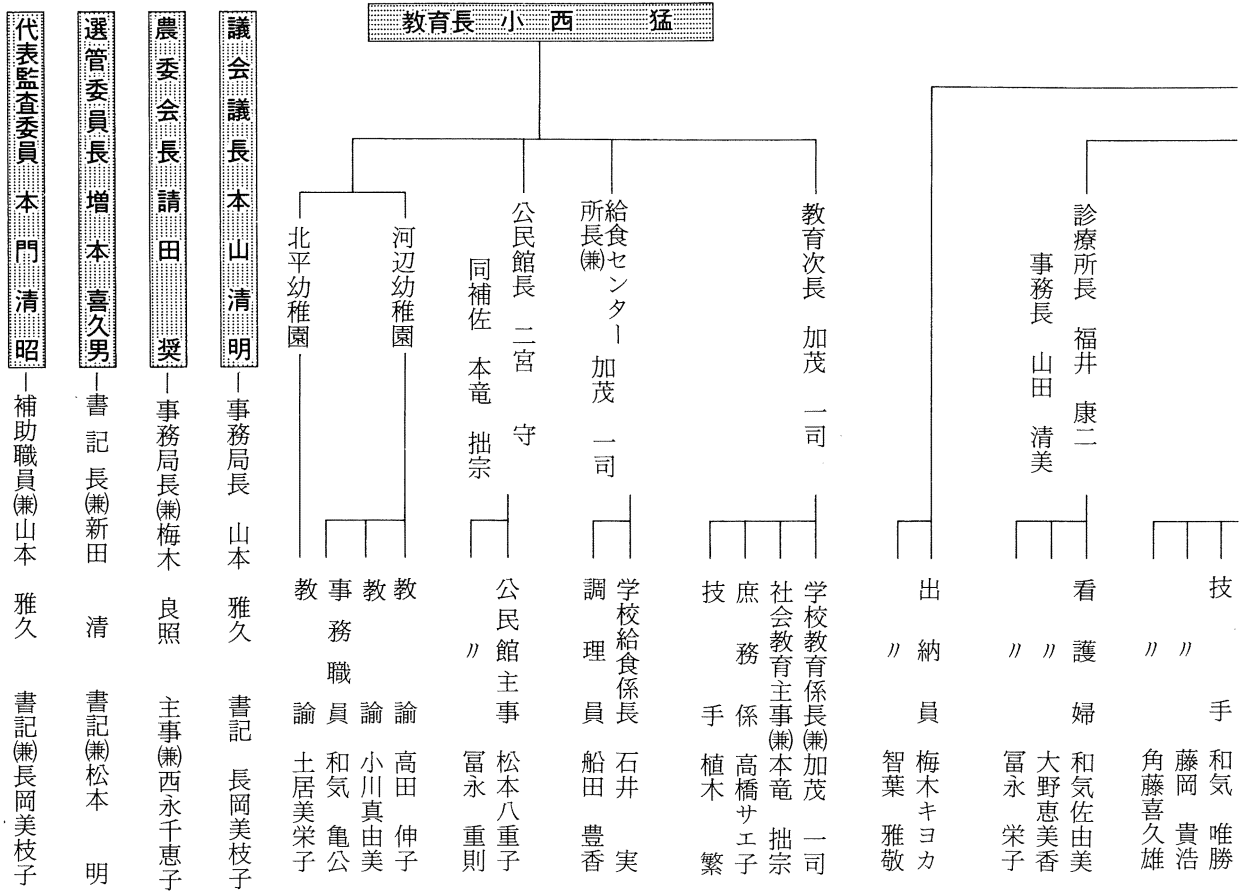 技手 和気 唯勝
〃 藤岡 貴浩
〃 角藤喜久雄
診療所長 福井 康二
事務長 山田 清美
看護婦 和気佐由美
〃 大野恵美香
〃 冨永 栄子
出納員 梅木キヨカ
〃 智葉 雅敬
教育長 小西 猛
教育次長 加茂 一司
学校教育係長㈱加茂 一司
社会教育主事(兼)本竜 拙宗
庶務係 高橋サエ子
技手 植木 繁
給食センター
所長(兼) 加茂 一司
学校給食係長 石井 実
調理員 船田 豊香
公民館長 二宮 守
同補佐 本竜 拙宗
公民館主事 松本八重子
〃 冨永 重則
河辺幼稚園
教諭 高田 伸子
教諭 小川真由美
事務職員 和気 亀公
北平幼稚園
教諭 土居美栄子
議会議長 本山清明
事務局長 山本 雅久 書記 長岡美枝子
農委会長 請田 奨
事務局長(兼)梅木 良照 主事(兼)西永千恵子
選管委員長 増本喜久男
書記長(兼)新田 清 書記(兼)松本 明
代表監査委員 本門清昭
補助職員(兼)山本 雅久 書記(兼)長岡美枝子